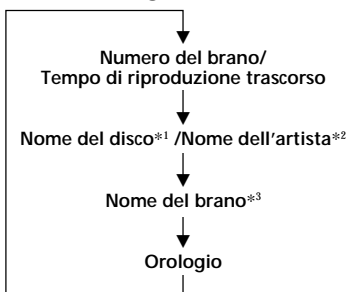 Numero del brano/
Tempo di riproduzione trascorso
Nome del disco*1 /Nome dell'artista*2
Nome del brano*3
Orologio